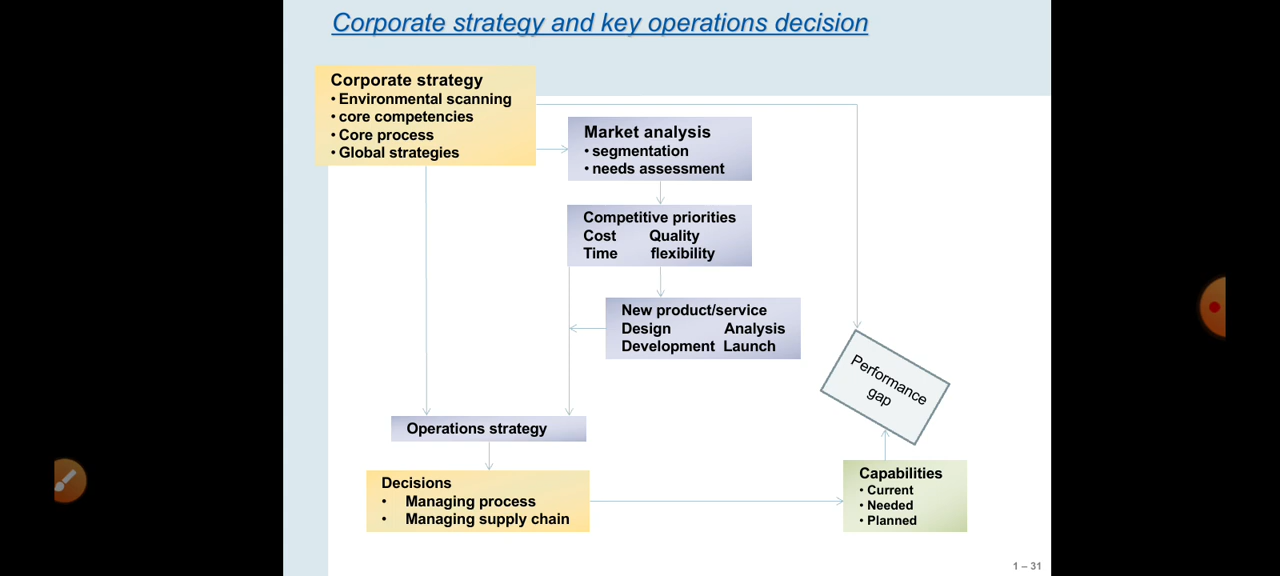 Corporate strategy and key operations decision
Corporate strategy
• Environmental scanning
• core competencies
• Core process
• Global strategies
Market analysis
• segmentation
• needs assessment
Competitive priorities
Cost Quality
Time flexibility
New product/service
Design Analysis
Development Launch
Performance
gap
Operations strategy
Decisions
• Managing process
• Managing supply chain
Capabilities
• Current
• Needed
• Planned
1 – 31